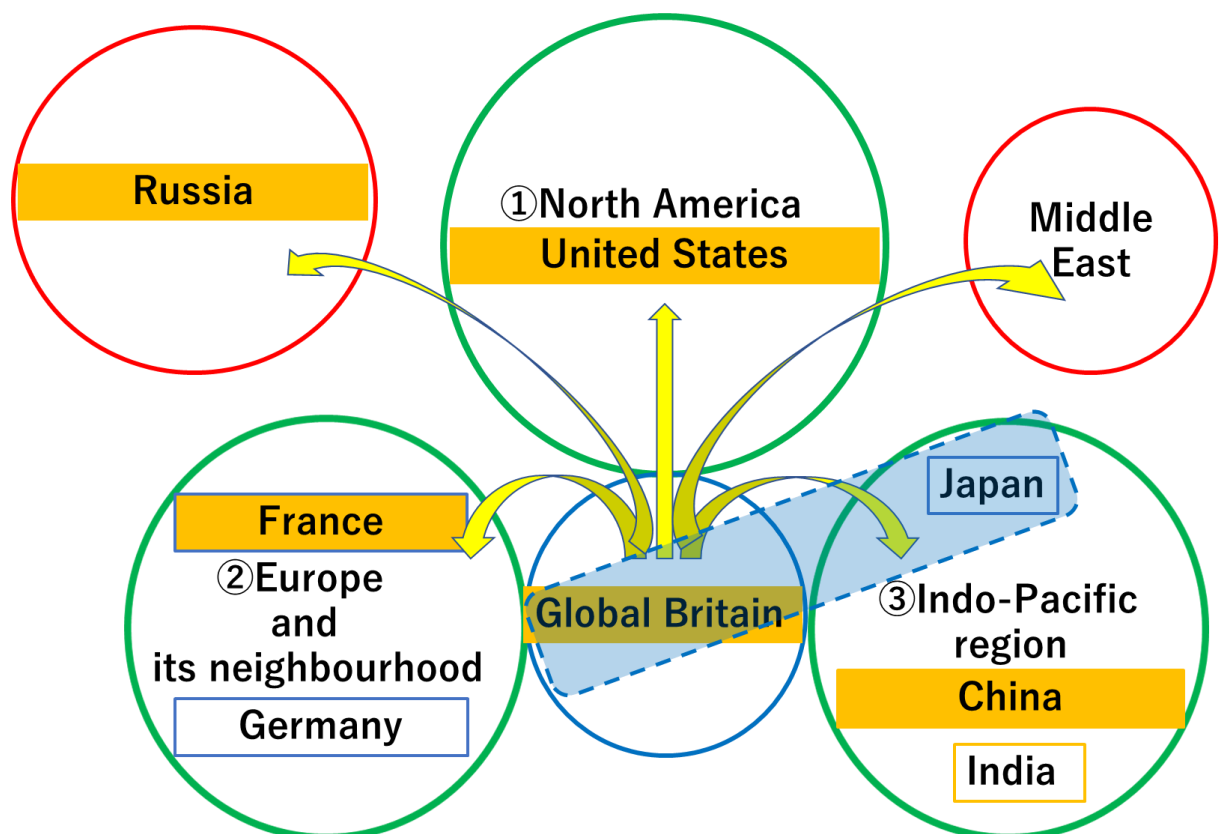 Russia
①North America
United States
Middle
East
France
②Europe
and
its neighbourhood
Germany
Global Britain
Japan
③Indo-Pacific
region
China
India